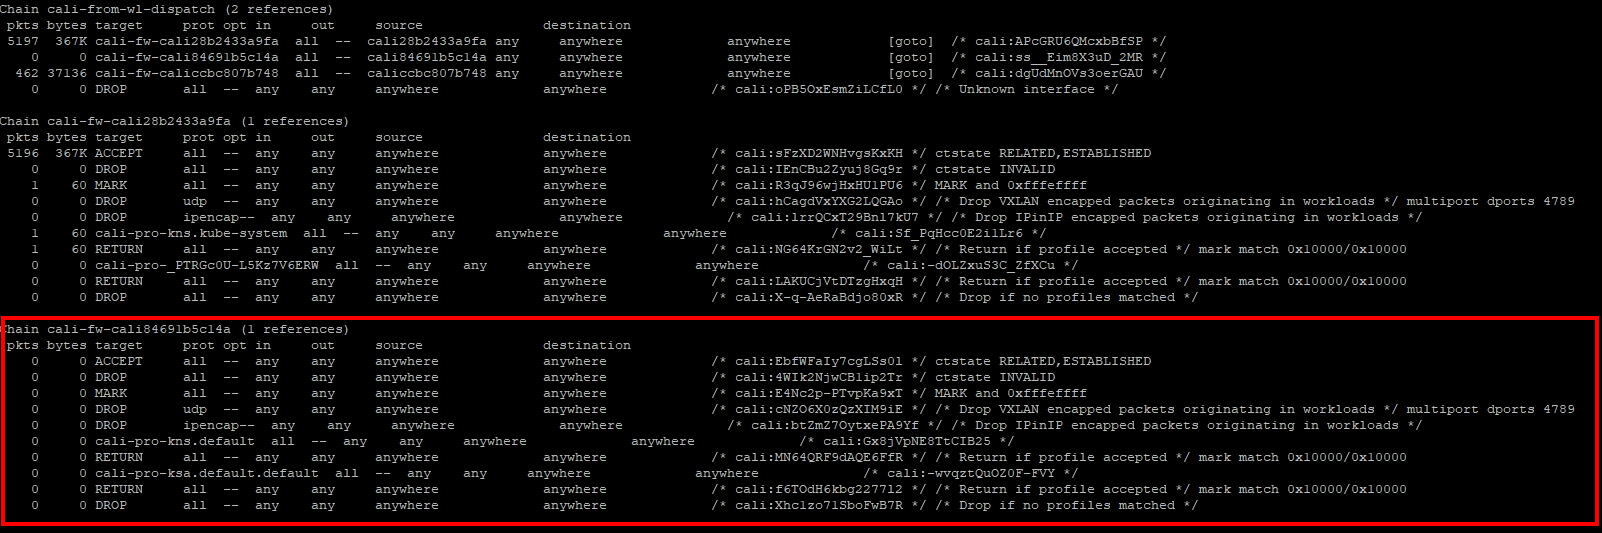 Chain cali-from-wl-dispatch (2 references)
pkts bytes target prot opt in out source destination
5197 367K cali-fw-cali28b2433a9fa all -- cali28b2433a9fa any anywhere anywhere [goto] /* cali:APcGRU6QMcxbBfSP */
0 0 cali-fw-cali84691b5c14a all -- cali84691b5c14a any anywhere anywhere [goto] /* cali:ss__Eim8X3uD_2MR */
462 37136 cali-fw-caliccbc807b748 all -- caliccbc807b748 any anywhere anywhere [goto] /* cali:dgUdMnOVs3oerGAU */
0 0 DROP all -- any any anywhere anywhere /* cali:oPB5OxEsmZiLCfL0 */ /* Unknown interface */
Chain cali-fw-cali28b2433a9fa (1 references)
pkts bytes target prot opt in out source destination
5196 367K ACCEPT all -- any any anywhere anywhere /* cali:sFzXD2WNHvgsKxKH */ ctstate RELATED,ESTABLISHED
0 0 DROP all -- any any anywhere anywhere /* cali:IEnCBu2Zyuj8Gq9r */ ctstate INVALID
1 60 MARK all -- any any anywhere anywhere /* cali:R3qJ96wjHxHU1PU6 */ MARK and 0xfffeffff
0 0 DROP udp -- any any anywhere anywhere /* cali:hCagdVxYXG2LQGAo */ /* Drop VXLAN encapped packets originating in workloads */ multiport dports 4789
0 0 DROP ipencap-- any any anywhere anywhere /* cali:lrrQCxT29Bnl7kU7 */ /* Drop IPinIP encapped packets originating in workloads */
1 60 cali-pro-kns.kube-system all -- any any anywhere anywhere /* cali:Sf_PqHcc0E2i1Lr6 */
1 60 RETURN all -- any any anywhere anywhere /* cali:NG64KrGN2v2_WiLt */ /* Return if profile accepted */ mark match 0x10000/0x10000
0 0 cali-pro-_PTRGc0U-L5Kz7V6ERW all -- any any anywhere anywhere /* cali:-dOLZxuS3C_ZfXCu */
0 0 RETURN all -- any any anywhere anywhere /* cali:LAKUCjVtDTzgHxqH */ /* Return if profile accepted */ mark match 0x10000/0x10000
0 0 DROP all -- any any anywhere anywhere /* cali:X-q-AeRaBdjo80xR */ /* Drop if no profiles matched */
Chain cali-fw-cali84691b5c14a (1 references)
pkts bytes target prot opt in out source destination
0 0 ACCEPT all -- any any anywhere anywhere /* cali:EbfWFaIy7cgLSs0l */ ctstate RELATED,ESTABLISHED
0 0 DROP all -- any any anywhere anywhere /* cali:4WIk2NjwCB1ip2Tr */ ctstate INVALID
0 0 MARK all -- any any anywhere anywhere /* cali:E4Nc2p-PTvpKa9xT */ MARK and 0xfffeffff
0 0 DROP udp -- any any anywhere anywhere /* cali:cNZO6X0zQzXIM9iE */ /* Drop VXLAN encapped packets originating in workloads */ multiport dports 4789
0 0 DROP ipencap-- any any anywhere anywhere /* cali:btZmZ7OytxePA9Yf */ /* Drop IPinIP encapped packets originating in workloads */
0 0 cali-pro-kns.default all -- any any anywhere anywhere /* cali:Gx8jVpNE8TtCIB25 */
0 0 RETURN all -- any any anywhere anywhere /* cali:MN64QRF9dAQE6FfR */ /* Return if profile accepted */ mark match 0x10000/0x10000
0 0 cali-pro-ksa.default.default all -- any any anywhere anywhere /* cali:-wvqztQuOZ0F-FVY */
0 0 RETURN all -- any any anywhere anywhere /* cali:f6TOdH6kbg2277l2 */ /* Return if profile accepted */ mark match 0x10000/0x10000
0 0 DROP all -- any any anywhere anywhere /* cali:Xhc1zo71SboFwB7R */ /* Drop if no profiles matched */